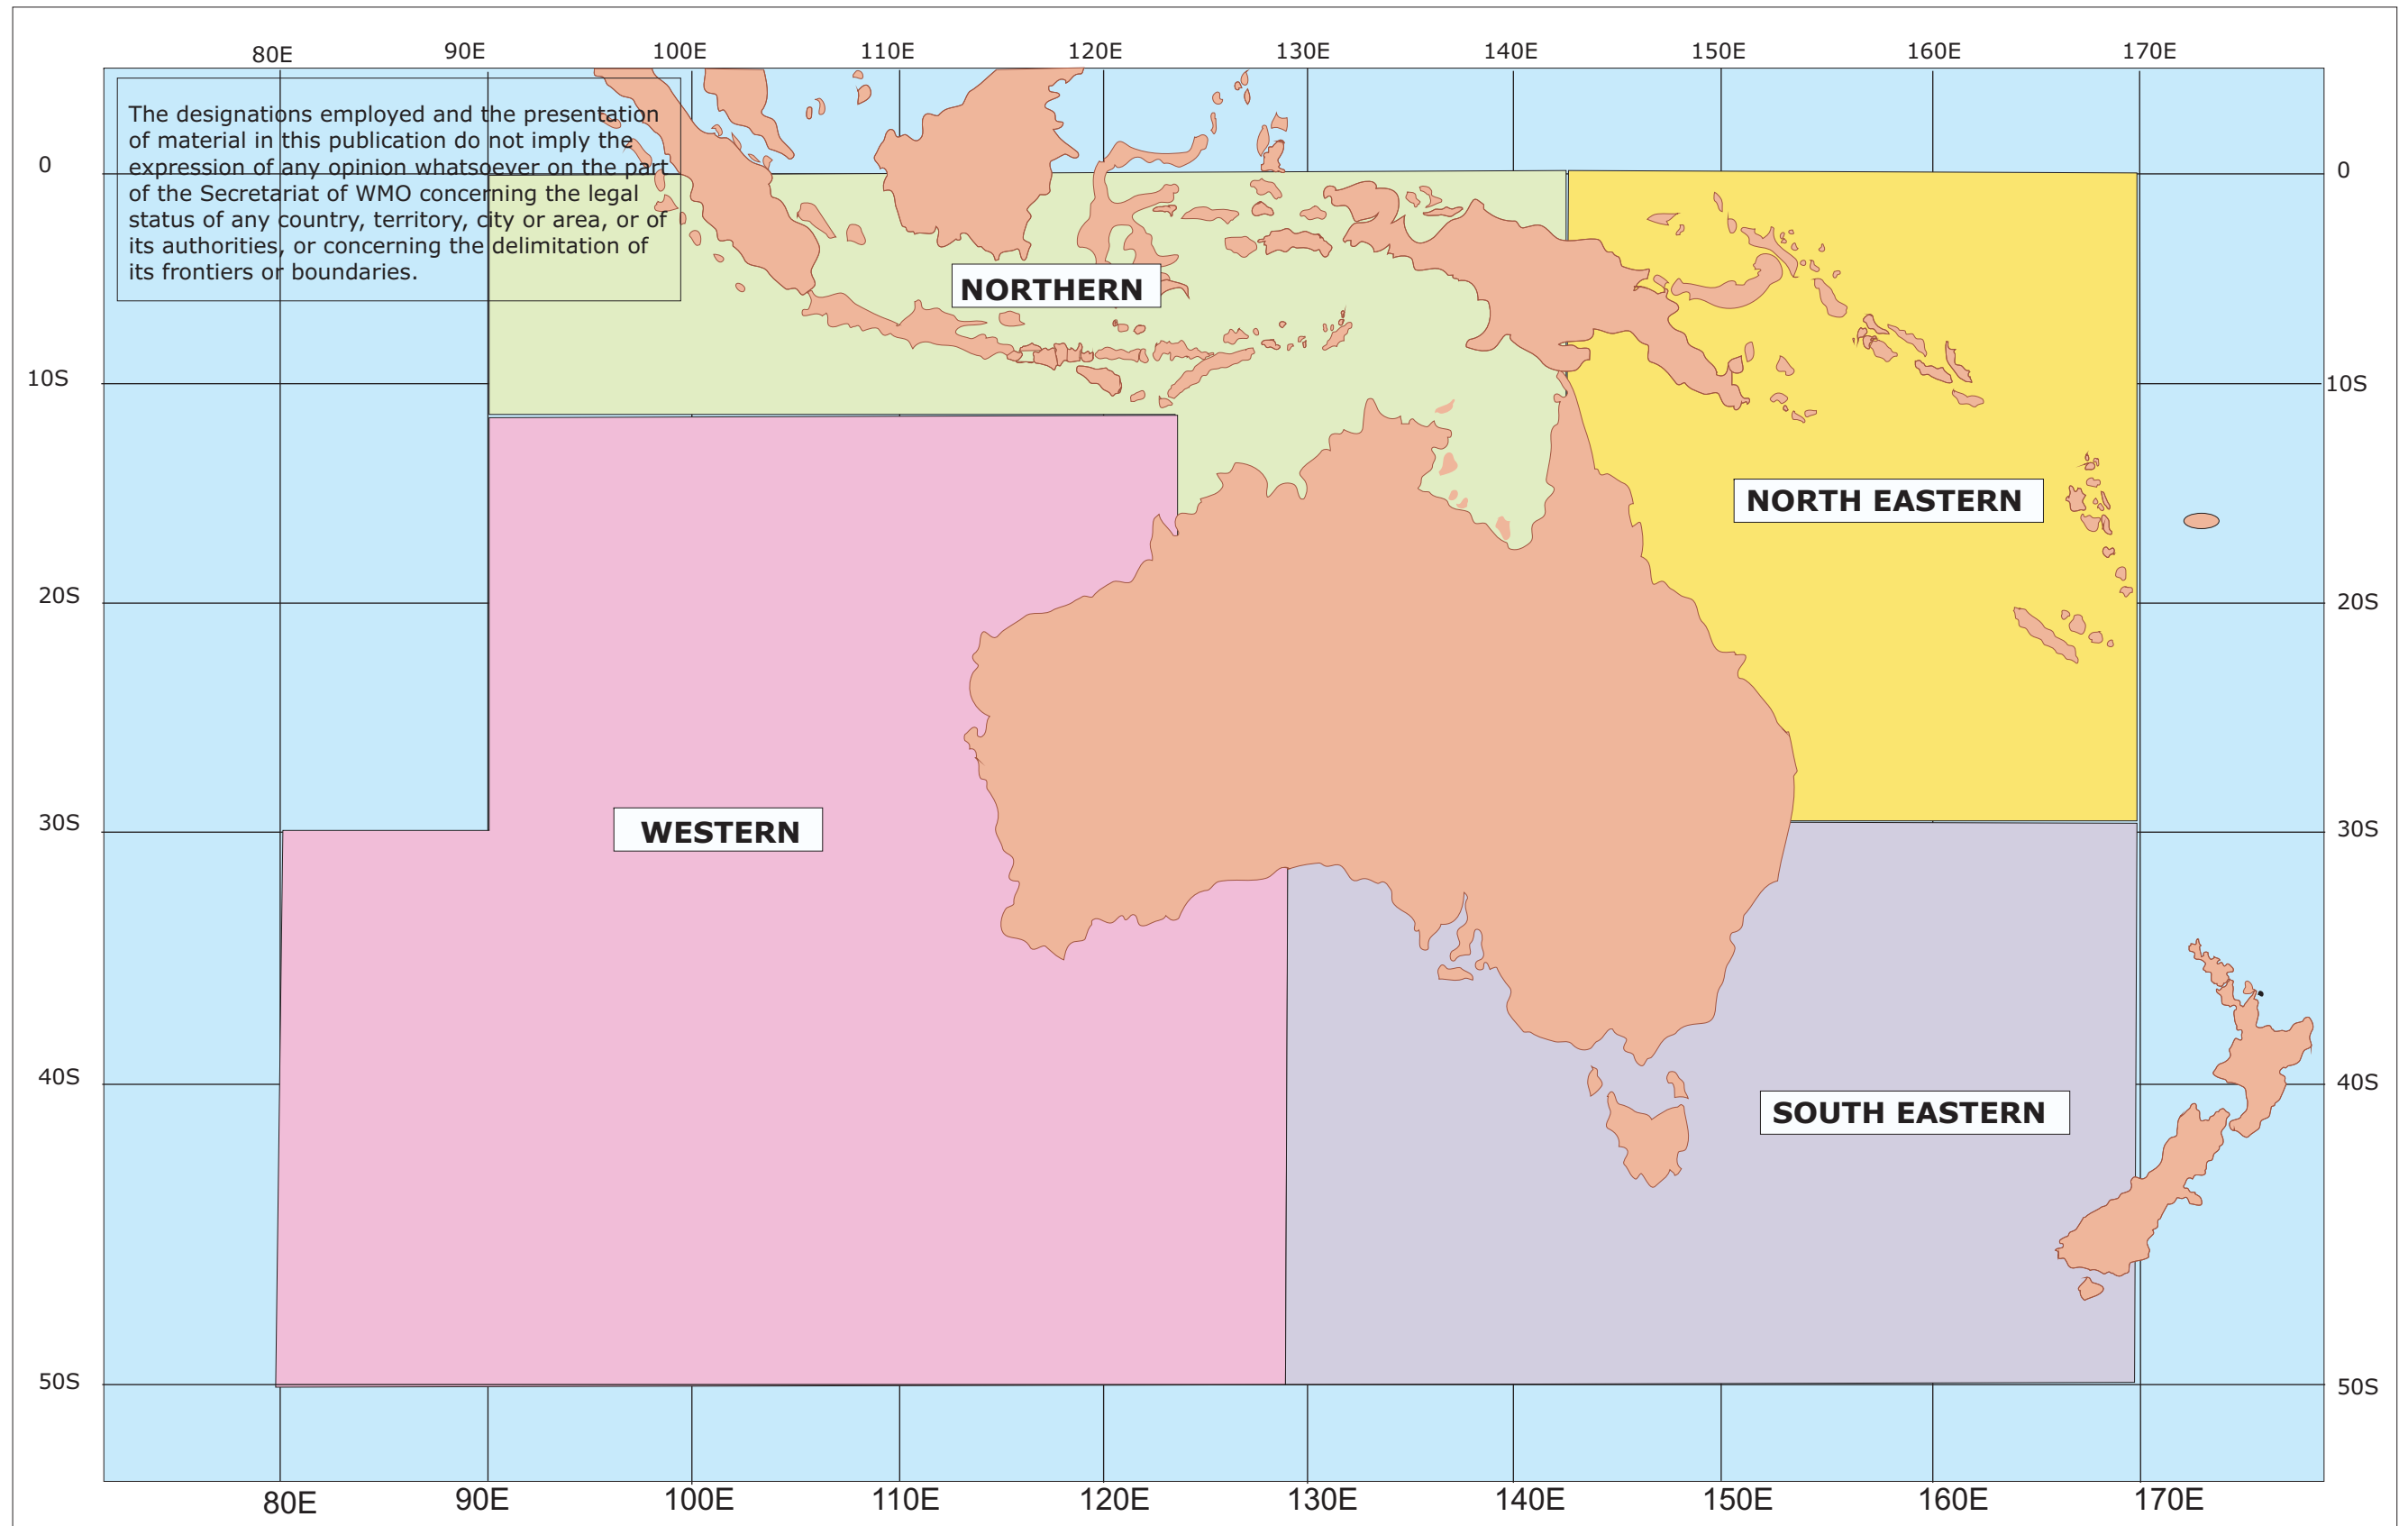 80E 90E 100E 110E 120E 130E 140E 150E 160E 170E
The designations employed and the presentation
of material in this publication do not imply the
expression of any opinion whatsoever on the part
of the Secretariat of WMO concerning the legal
status of any country, territory, city or area, or of
its authorities, or concerning the delimitation of
its frontiers or boundaries.
0 0
NORTHERN
10S 10S
NORTH EASTERN
20S 20S
30S WESTERN 30S
40S 40S
SOUTH EASTERN
50S 50S
80E 90E 100E 110E 120E 130E 140E 150E 160E 170E